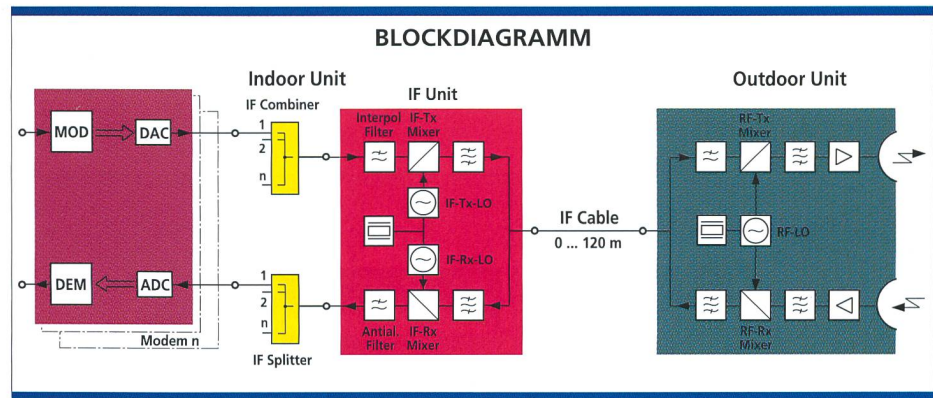 BLOCKDIAGRAMM
Indoor Unit
Outdoor Unit
IF Combiner
IF Unit
MOD
DAC
1
2
n
Interpol
Filter
IF-Tx
Mixer
RF-Tx
Mixer
IF-Tx-LO
IF-Rx-LO
IF Cable
0 ... 120 m
RF-LO
DEM
ADC
1
2
n
Antial.
Filter
IF-Rx
Mixer
RF-Rx
Mixer
Modem n
IF Splitter